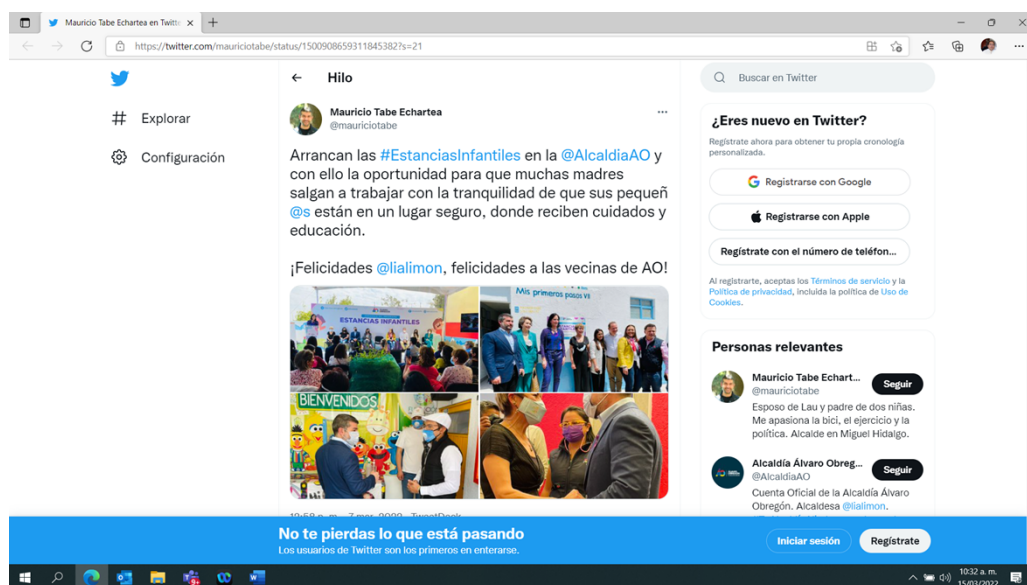 Mauricio Tabe Echartea en Twitte
https://twitter.com/mauriciotabe/status/1500908659311845382?s=21
Hilo
Buscar en Twitter
Explorar
Configuración
Mauricio Tabe Echartea
@mauriciotabe
Arrancan las #EstanciasInfantiles en la @AlcaldiaAO y
con ello la oportunidad para que muchas madres
salgan a trabajar con la tranquilidad de que sus pequeñ
@s están en un lugar seguro, donde reciben cuidados y
educación.
¡Felicidades @lialimon, felicidades a las vecinas de AO!
ESTANCIAS INFANTILES
Mis primeros pasos VII
BIENVENIDOS
12:58 p. m. · 7 mar. 2022 · TweetDeck
¿Eres nuevo en Twitter?
Regístrate ahora para obtener tu propia cronología
personalizada.
Registrarse con Google
Registrarse con Apple
Regístrate con el número de teléfon...
Al registrarte, aceptas los Términos de servicio y la
Política de privacidad, incluida la política de Uso de
Cookies.
Personas relevantes
Mauricio Tabe Echart...
@mauriciotabe
Seguir
Esposo de Lau y padre de dos niñas.
Me apasiona la bici, el ejercicio y la
política. Alcalde en Miguel Hidalgo.
Alcaldía Álvaro Obreg...
@AlcaldiaAO
Seguir
Cuenta Oficial de la Alcaldía Álvaro
Obregón. Alcaldesa @lialimon.
No te pierdas lo que está pasando
Los usuarios de Twitter son los primeros en enterarse.
Iniciar sesión
Regístrate
10:32 a. m.
15/03/2022